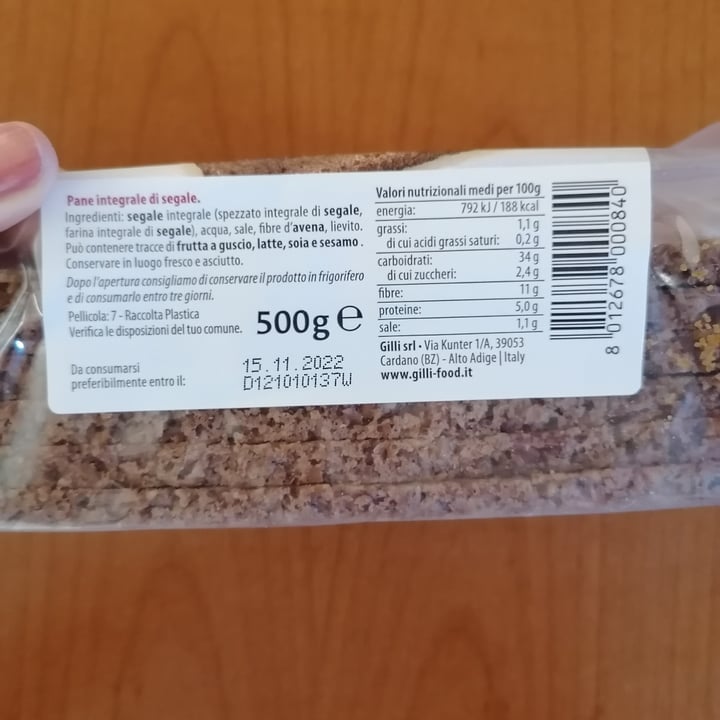 Pane integrale di segale.
Ingredienti: segale integrale (spezzato integrale di segale,
farina integrale di segale), acqua, sale, fibre d'avena, lievito.
Può contenere tracce di frutta a guscio, latte, soia e sesamo.
Conservare in luogo fresco e asciutto.
Dopo l'apertura consigliamo di conservare il prodotto in frigorifero
e di consumarlo entro tre giorni.
Pellicola: 7 - Raccolta Plastica
Verifica le disposizioni del tuo comune.
500g ℮
Da consumarsi
preferibilmente entro il:
15.11.2022
D121010137W
Valori nutrizionali medi per 100g
energia: 792 kJ / 188 kcal
grassi: 1,1 g
di cui acidi grassi saturi: 0,2 g
carboidrati: 34 g
di cui zuccheri: 2,4 g
fibre: 11 g
proteine: 5,0 g
sale: 1,1 g
Gilli srl • Via Kunter 1/A, 39053
Cardano (BZ) - Alto Adige | Italy
www.gilli-food.it
8 012678 000840